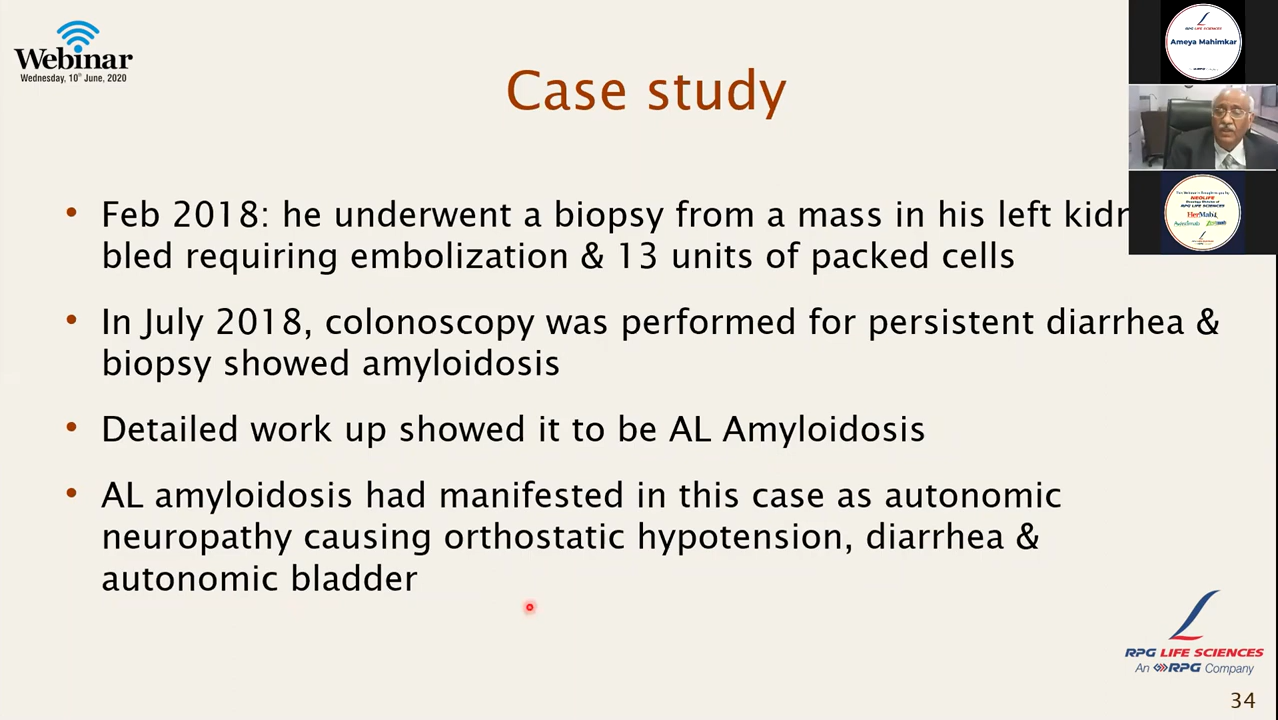 Webinar
Wednesday, 10th June, 2020
Case study
Ameya Mahimkar
• Feb 2018: he underwent a biopsy from a mass in his left
bled requiring embolization & 13 units of packed cells
• In July 2018, colonoscopy was performed for persistent diarrhea &
biopsy showed amyloidosis
• Detailed work up showed it to be AL Amyloidosis
• AL amyloidosis had manifested in this case as autonomic
neuropathy causing orthostatic hypotension, diarrhea &
autonomic bladder
RPG LIFE SCIENCES
An RPG Company
34